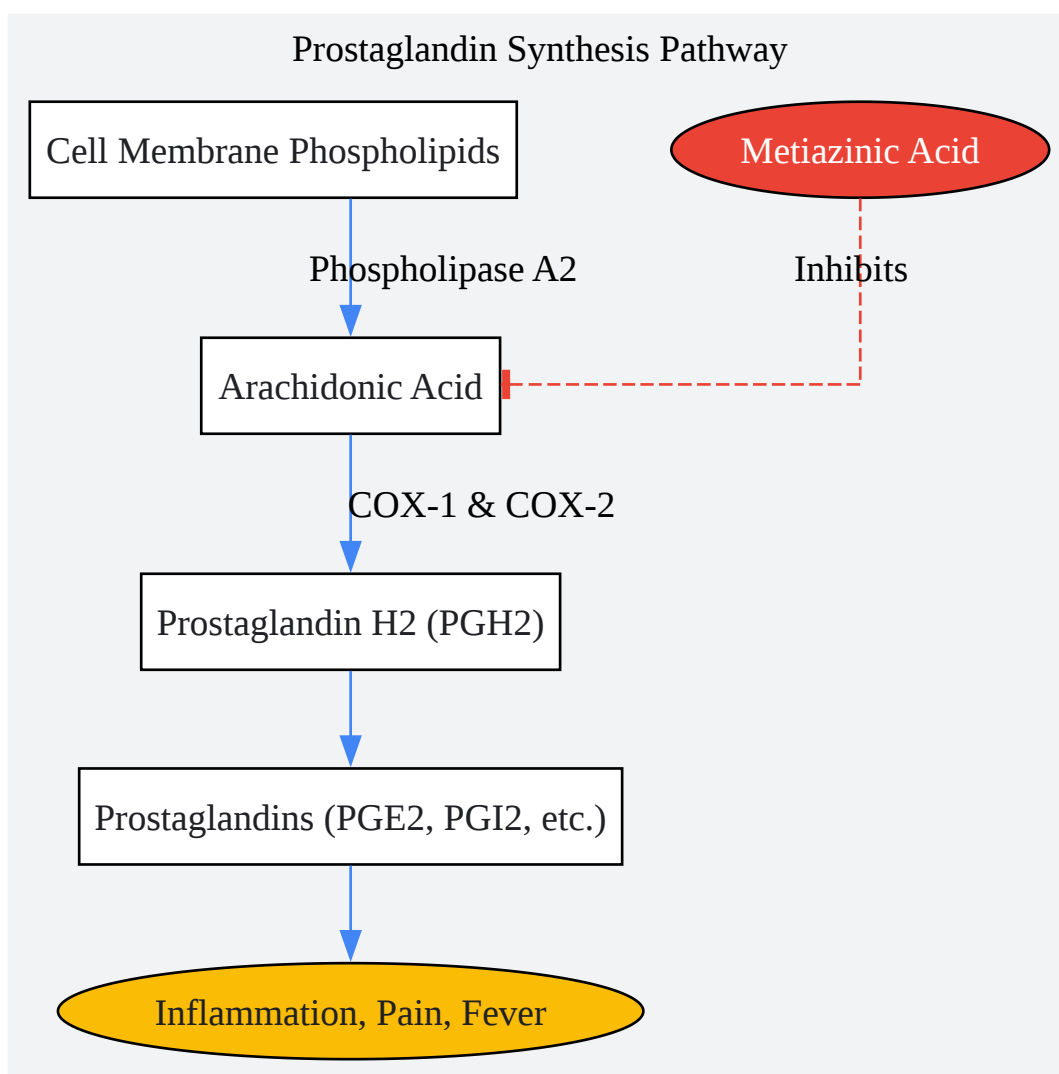 Prostaglandin Synthesis Pathway
Cell Membrane Phospholipids
Metiazinic Acid
Phospholipase A2
Inhibits
Arachidonic Acid
COX-1 & COX-2
Prostaglandin H2 (PGH2)
Prostaglandins (PGE2, PGI2, etc.)
Inflammation, Pain, Fever